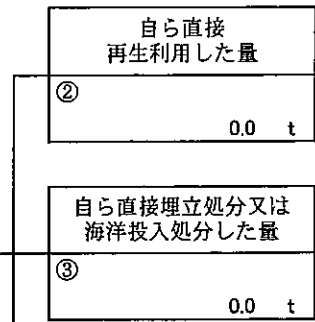 自ら直接
再生利用した量
②
0.0 t
自ら直接埋立処分又は
海洋投入処分した量
③
0.0 t